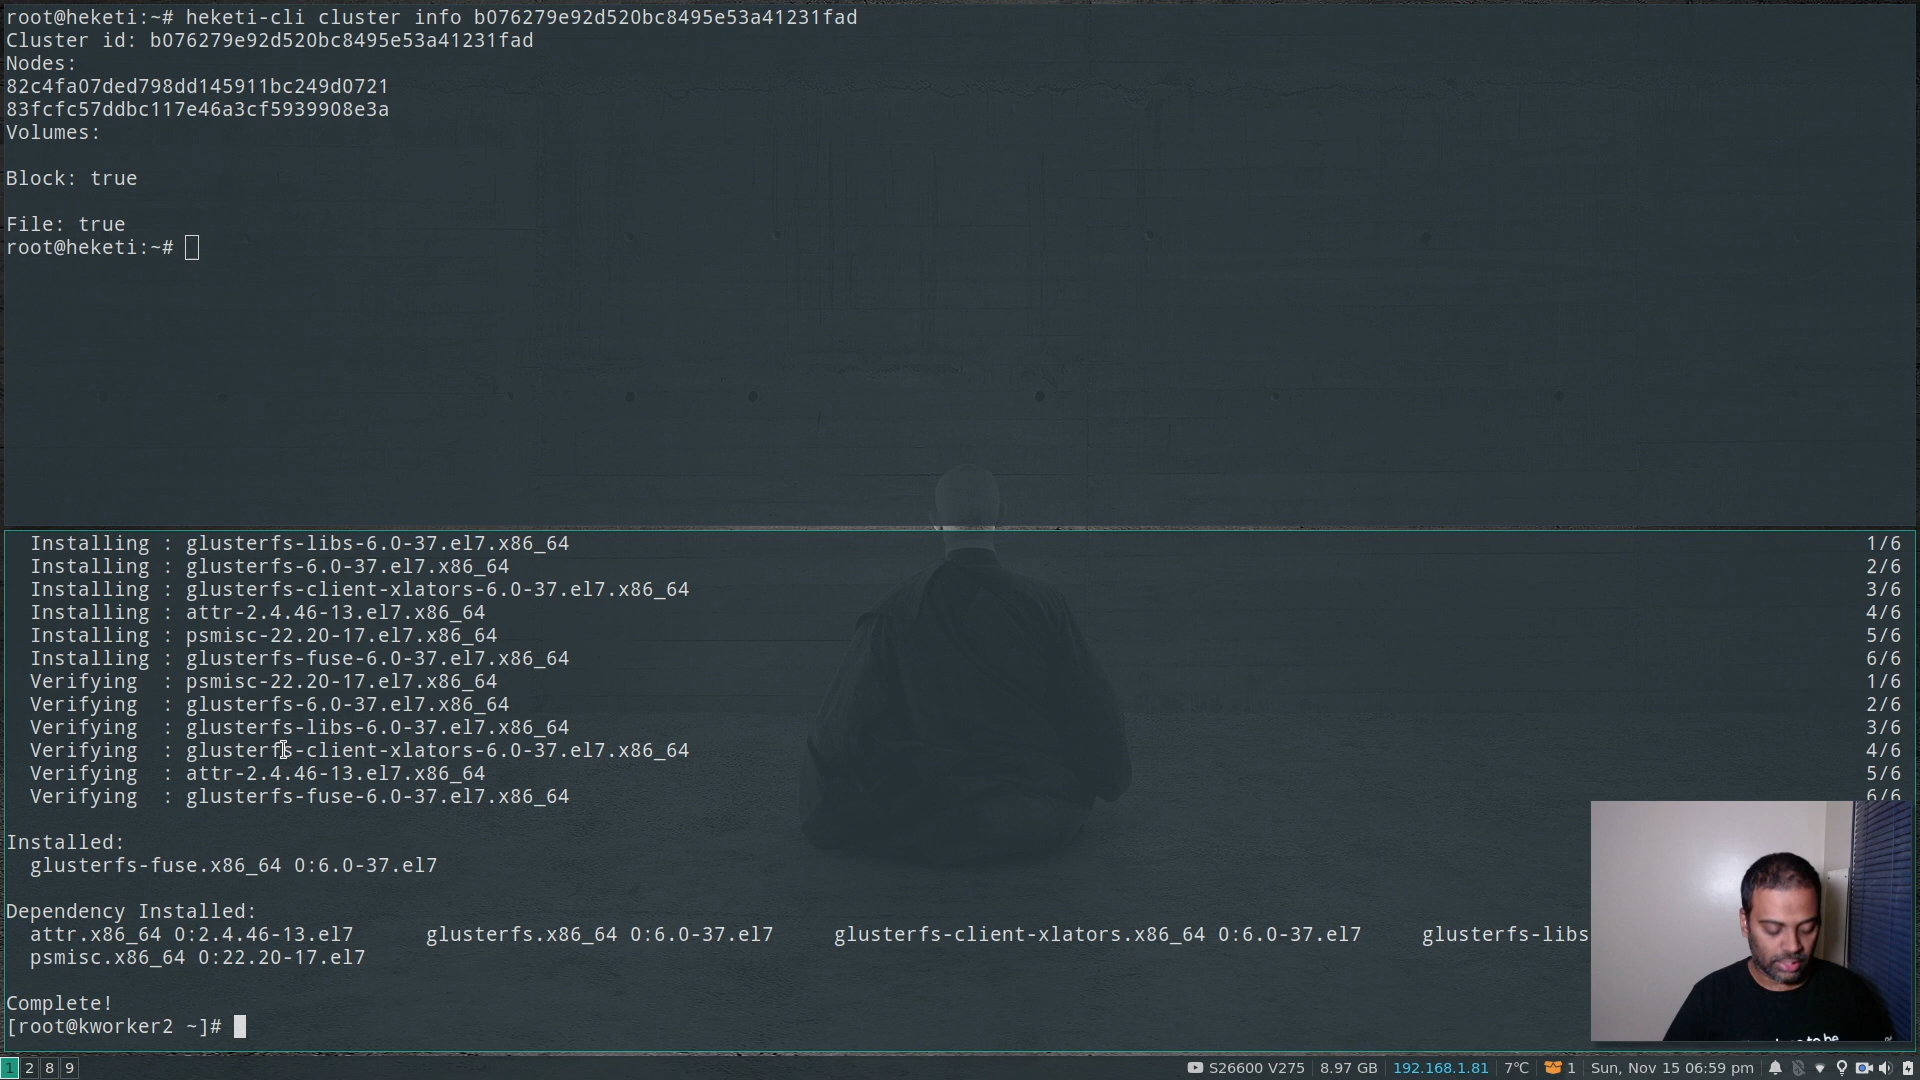 root@heketi:~# heketi-cli cluster info b076279e92d520bc8495e53a41231fad
Cluster id: b076279e92d520bc8495e53a41231fad
Nodes:
82c4fa07ded798dd145911bc249d0721
83fcfc57ddbc117e46a3cf5939908e3a
Volumes:
Block: true
File: true
root@heketi:~#
Installing : glusterfs-libs-6.0-37.el7.x86_64 1/6
Installing : glusterfs-6.0-37.el7.x86_64 2/6
Installing : glusterfs-client-xlators-6.0-37.el7.x86_64 3/6
Installing : attr-2.4.46-13.el7.x86_64 4/6
Installing : psmisc-22.20-17.el7.x86_64 5/6
Installing : glusterfs-fuse-6.0-37.el7.x86_64 6/6
Verifying : psmisc-22.20-17.el7.x86_64 1/6
Verifying : glusterfs-6.0-37.el7.x86_64 2/6
Verifying : glusterfs-libs-6.0-37.el7.x86_64 3/6
Verifying : glusterfs-client-xlators-6.0-37.el7.x86_64 4/6
Verifying : attr-2.4.46-13.el7.x86_64 5/6
Verifying : glusterfs-fuse-6.0-37.el7.x86_64 6/6
Installed:
glusterfs-fuse.x86_64 0:6.0-37.el7
Dependency Installed:
attr.x86_64 0:2.4.46-13.el7 glusterfs.x86_64 0:6.0-37.el7 glusterfs-client-xlators.x86_64 0:6.0-37.el7 glusterfs-libs
psmisc.x86_64 0:22.20-17.el7
Complete!
[root@kworker2 ~]#
1 2 8 9 S26600 V275 8.97 GB 192.168.1.81 7°C 1 Sun, Nov 15 06:59 pm